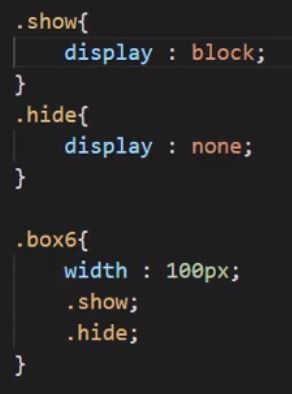 .show{
    display : block;
}
.hide{
    display : none;
}

.box6{
    width : 100px;
    .show;
    .hide;
}